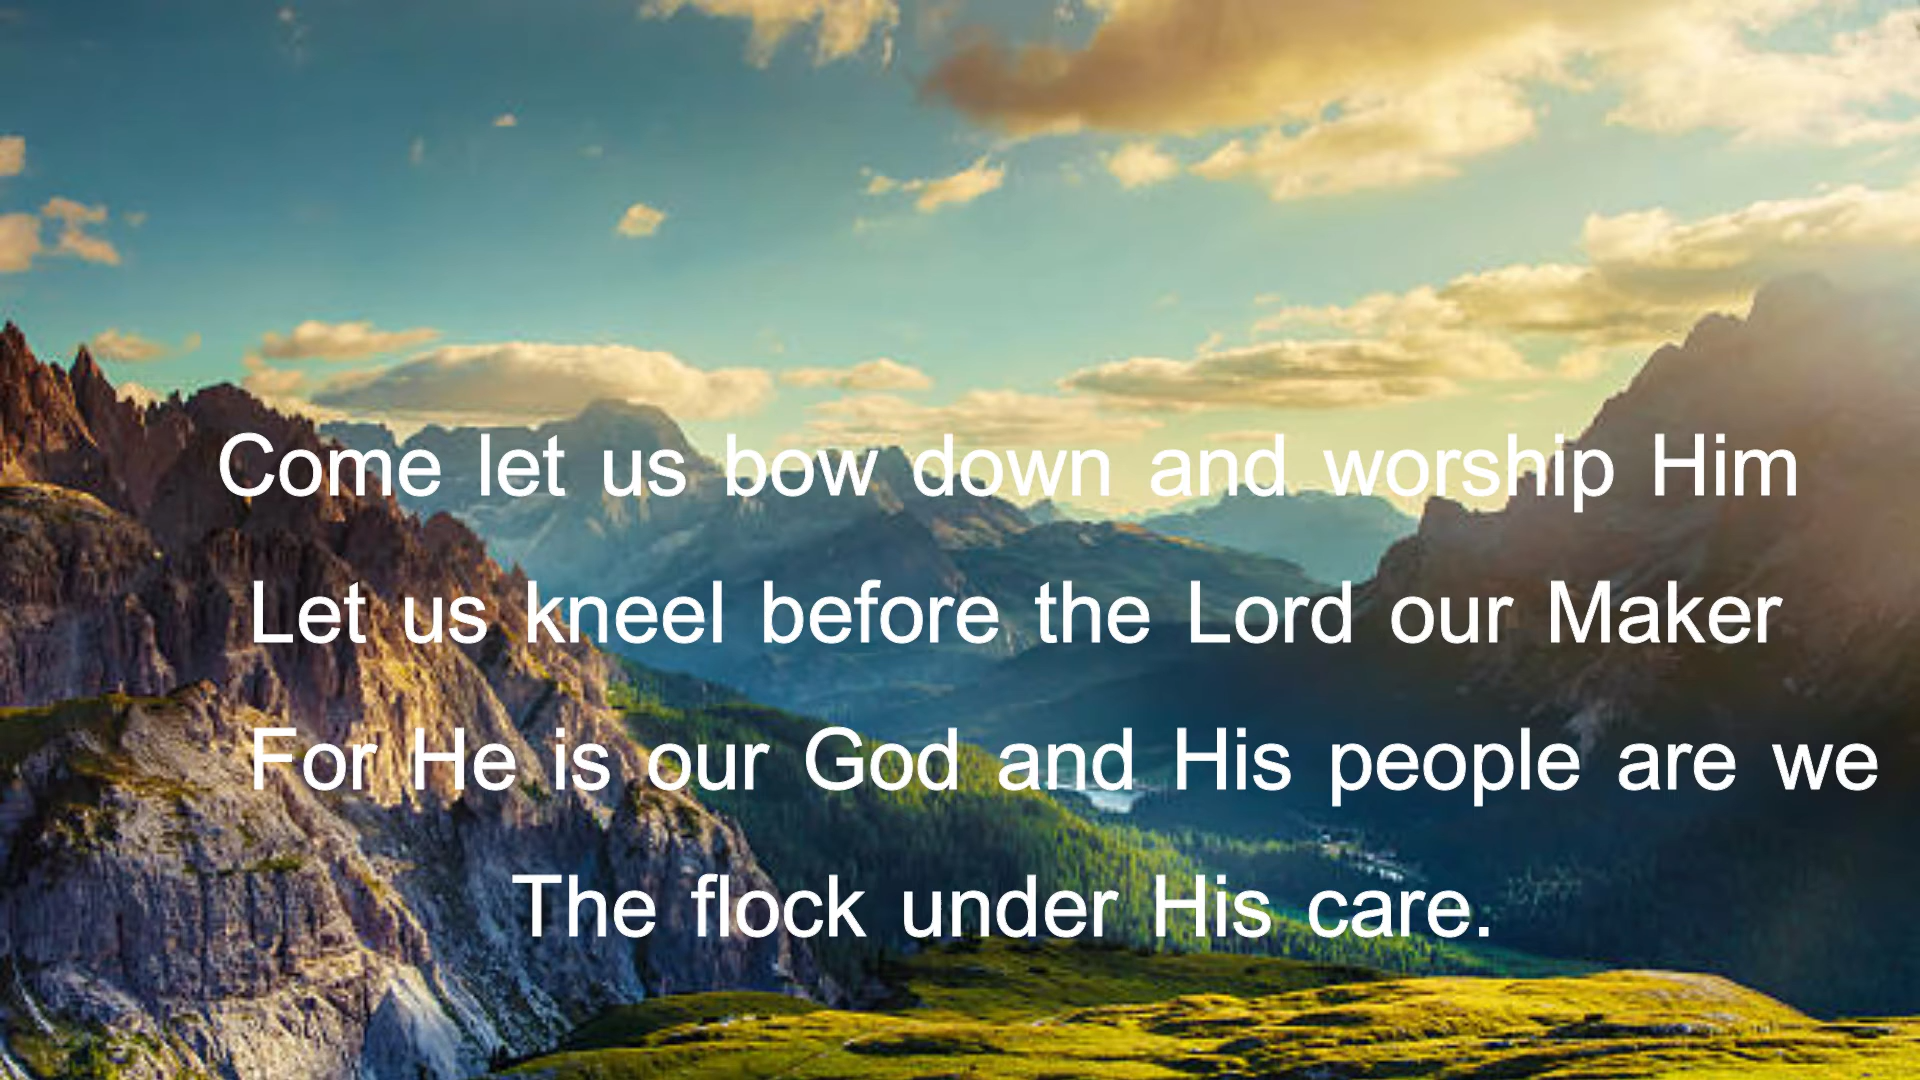 Come let us bow down and worship Him
Let us kneel before the Lord our Maker
For He is our God and His people are we
The flock under His care.